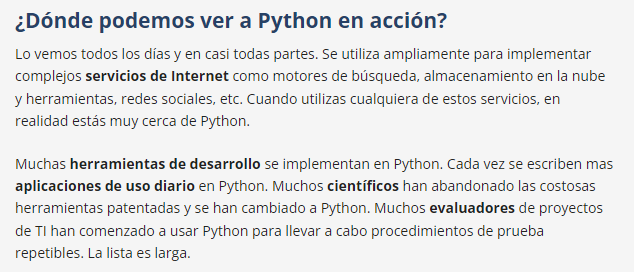 ¿Dónde podemos ver a Python en acción?
Lo vemos todos los días y en casi todas partes. Se utiliza ampliamente para implementar
complejos servicios de Internet como motores de búsqueda, almacenamiento en la nube
y herramientas, redes sociales, etc. Cuando utilizas cualquiera de estos servicios, en
realidad estás muy cerca de Python.
Muchas herramientas de desarrollo se implementan en Python. Cada vez se escriben mas
aplicaciones de uso diario en Python. Muchos científicos han abandonado las costosas
herramientas patentadas y se han cambiado a Python. Muchos evaluadores de proyectos
de TI han comenzado a usar Python para llevar a cabo procedimientos de prueba
repetibles. La lista es larga.